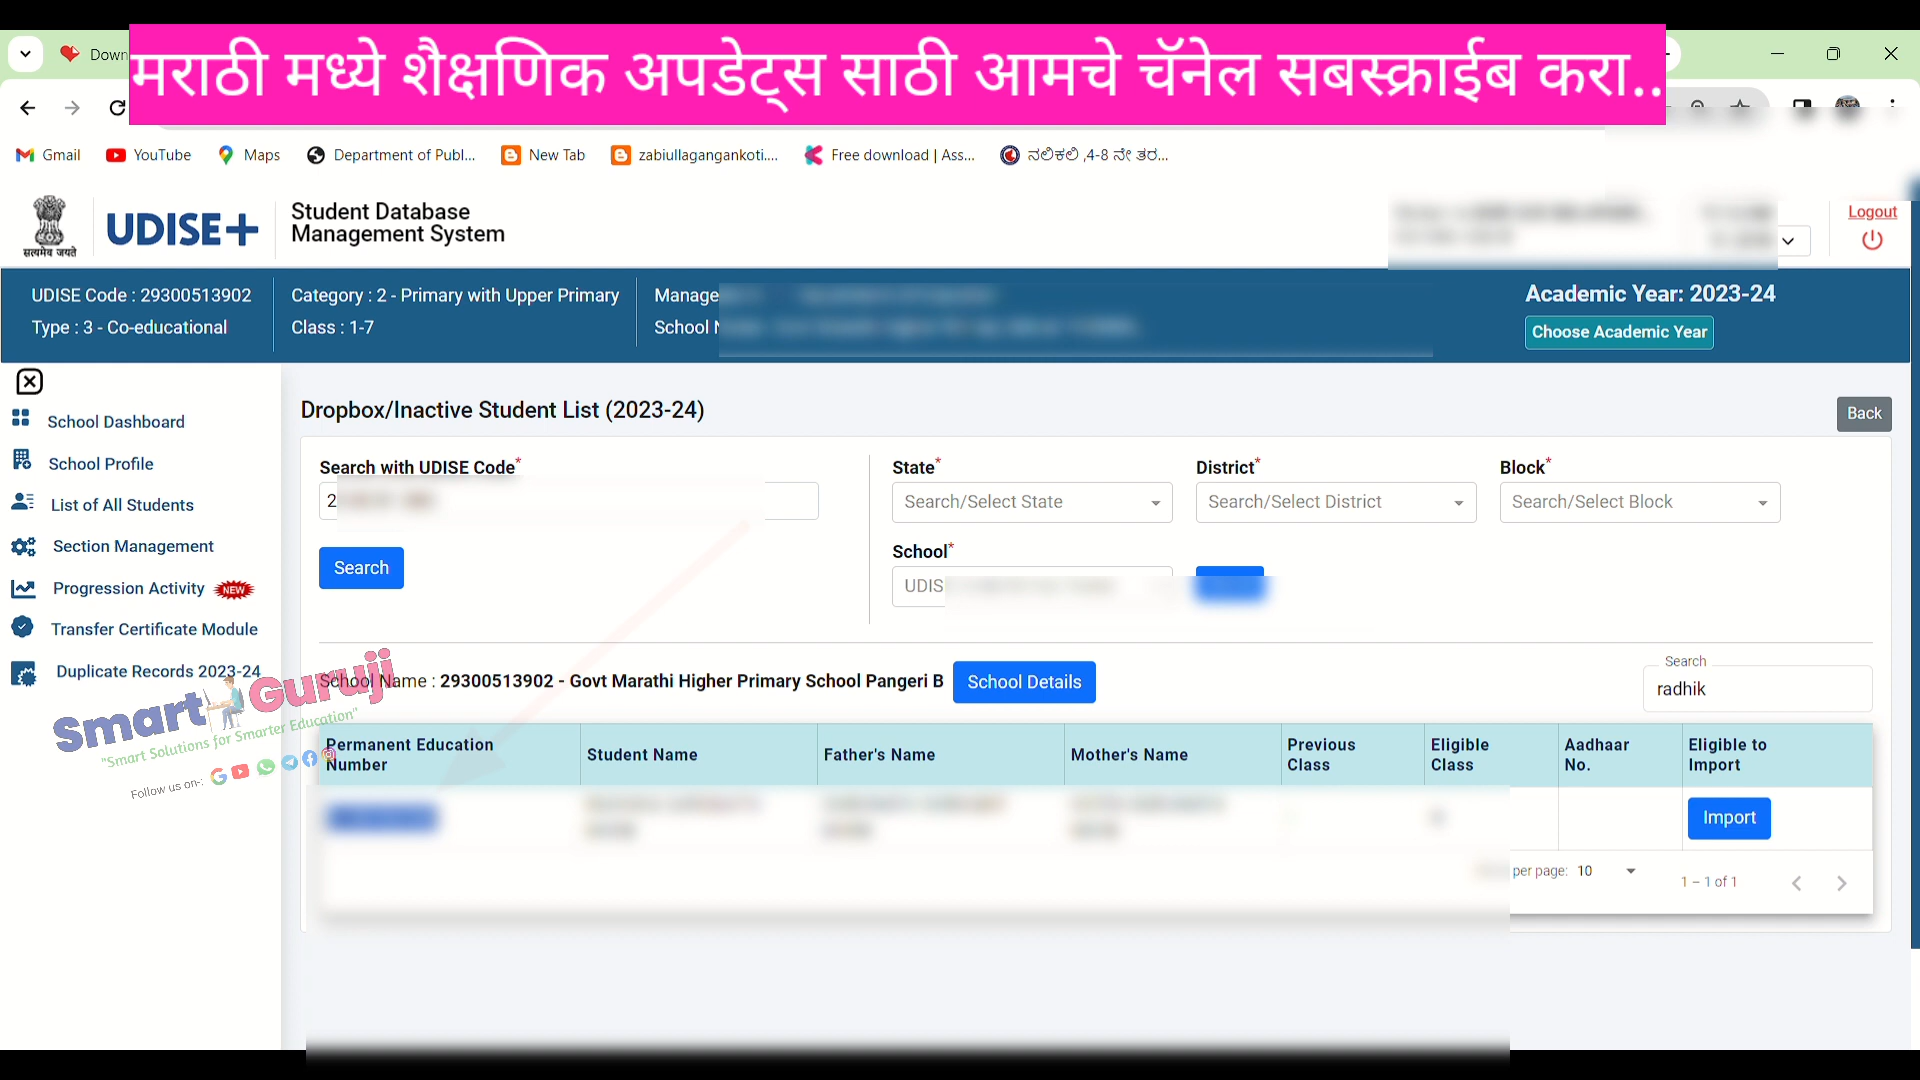 Down
मराठी मध्ये शैक्षणिक अपडेट्स साठी आमचे चॅनेल सबस्क्राईब करा..
Gmail
YouTube
Maps
Department of Publ...
New Tab
zabiullagangankoti....
Free download | Ass...
ನಲಿಕಲಿ ,4-8 ನೇ ತರ...
सत्यमेव जयते
UDISE+
Student Database
Management System
Logout
UDISE Code : 29300513902
Type : 3 - Co-educational
Category : 2 - Primary with Upper Primary
Class : 1-7
Manage
School
Academic Year: 2023-24
Choose Academic Year
School Dashboard
School Profile
List of All Students
Section Management
Progression Activity NEW
Transfer Certificate Module
Duplicate Records 2023-24
Dropbox/Inactive Student List (2023-24)
Back
Search with UDISE Code*
2
Search
State*
Search/Select State
District*
Search/Select District
Block*
Search/Select Block
School*
UDIS
School Name : 29300513902 - Govt Marathi Higher Primary School Pangeri B
School Details
Search
radhik
Smart Guruji
"Smart Solutions for Smarter Education"
Follow us on-:
Permanent Education Number
Student Name
Father's Name
Mother's Name
Previous Class
Eligible Class
Aadhaar No.
Eligible to Import
Import
per page: 10
1 – 1 of 1